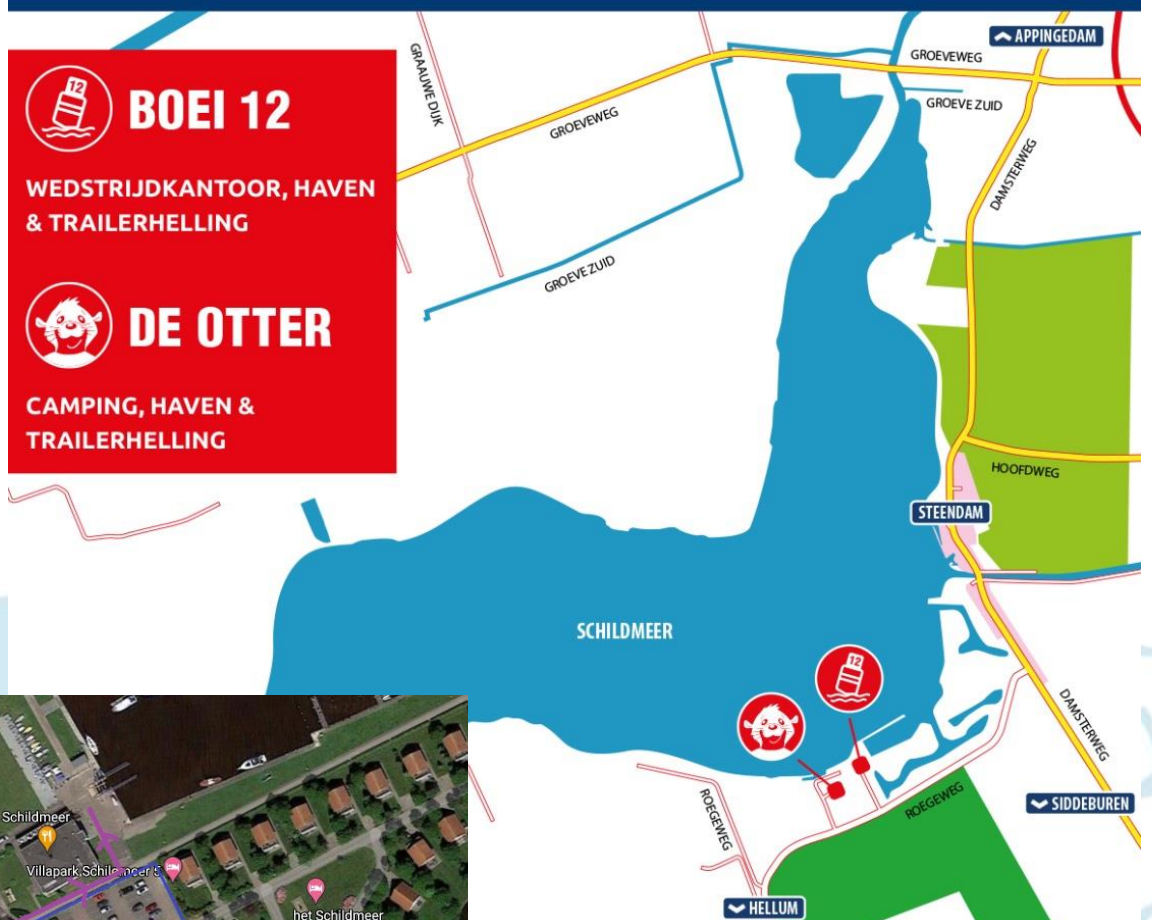 12
BOEI 12
WEDSTRIJDKANTOOR, HAVEN
& TRAILERHELLING
DE OTTER
CAMPING, HAVEN &
TRAILERHELLING
APPINGEDAM
GRAAUWE DIJK
GROEVEWEG
GROEVEWEG
GROEVE ZUID
DAMSTERWEG
GROEVE ZUID
HOOFDWEG
STEENDAM
SCHILDMEER
12
DAMSTERWEG
ROEGEWEG
ROEGEWEG
SIDDEBUREN
HELLUM
Schildmeer
Villapark Schildmeer
het Schildmeer